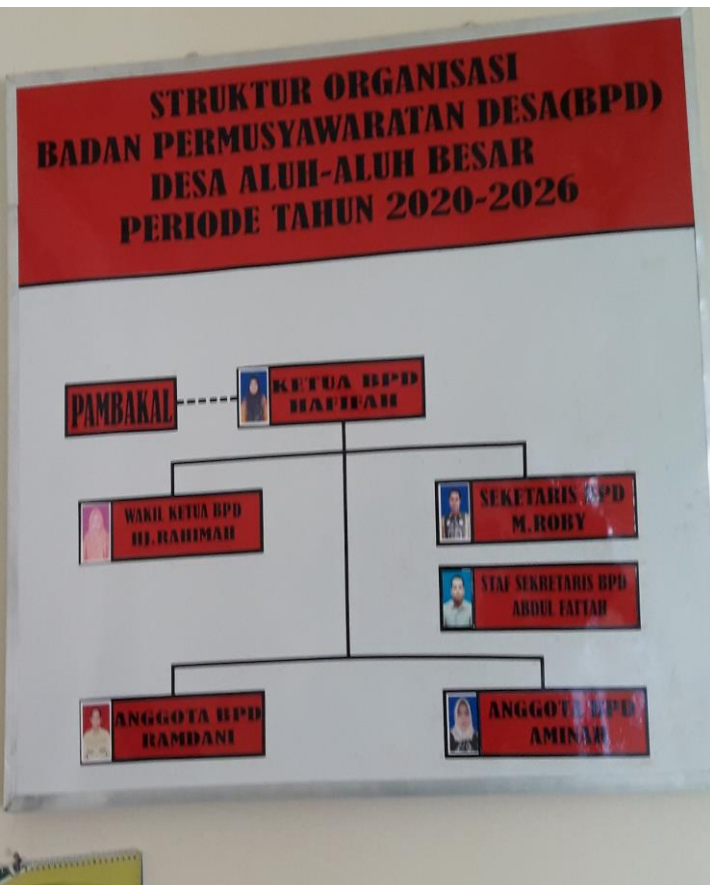 STRUKTUR ORGANISASI
BADAN PERMUSYAWARATAN DESA(BPD)
DESA ALUH-ALUH BESAR
PERIODE TAHUN 2020-2026
PAMBAKAL
KETUA BPD
HAFIFAH
WAKIL KETUA BPD
HJ.RAHIMAH
SEKETARIS BPD
M.ROBY
STAF SEKRETARIS BPD
ABDUL FATTAH
ANGGOTA BPD
RAMDANI
ANGGOTA BPD
AMINAH